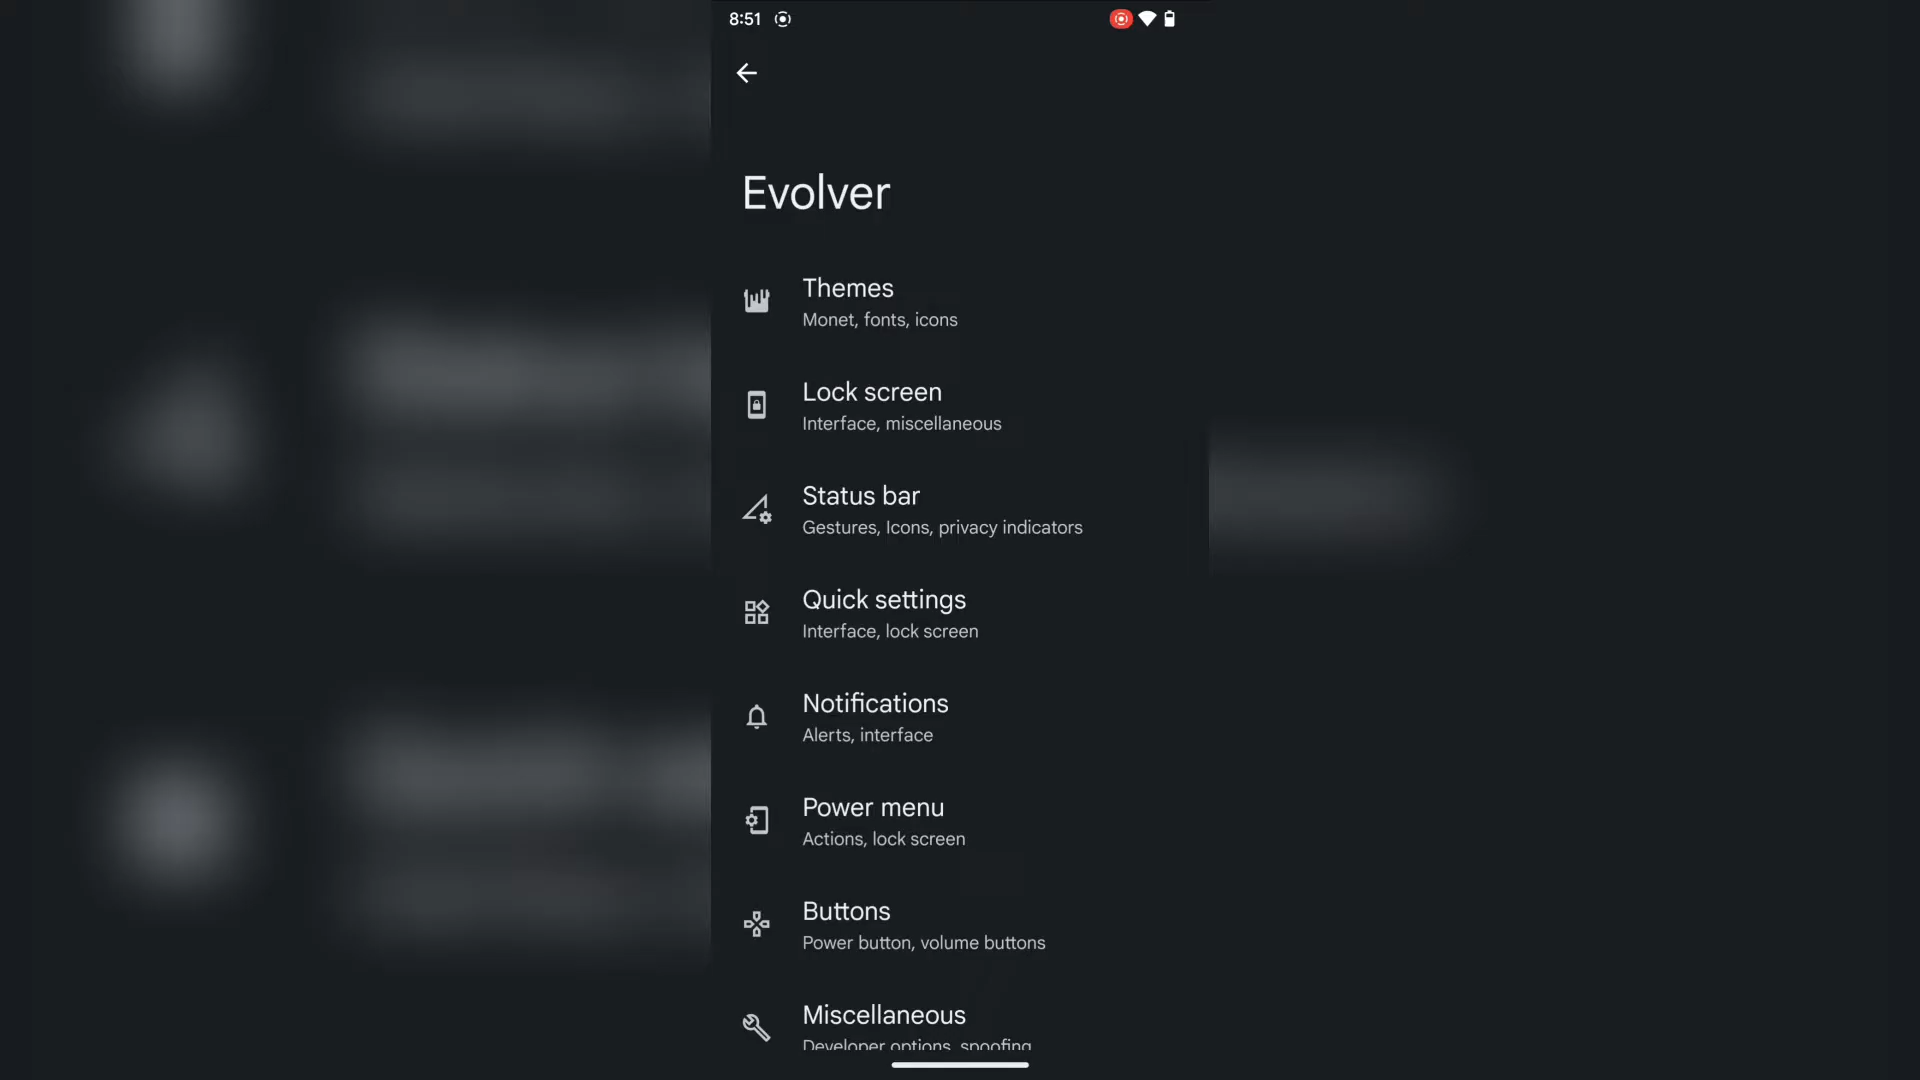 8:51
Evolver
Themes
Monet, fonts, icons
Lock screen
Interface, miscellaneous
Status bar
Gestures, Icons, privacy indicators
Quick settings
Interface, lock screen
Notifications
Alerts, interface
Power menu
Actions, lock screen
Buttons
Power button, volume buttons
Miscellaneous
Developer options, spoofing